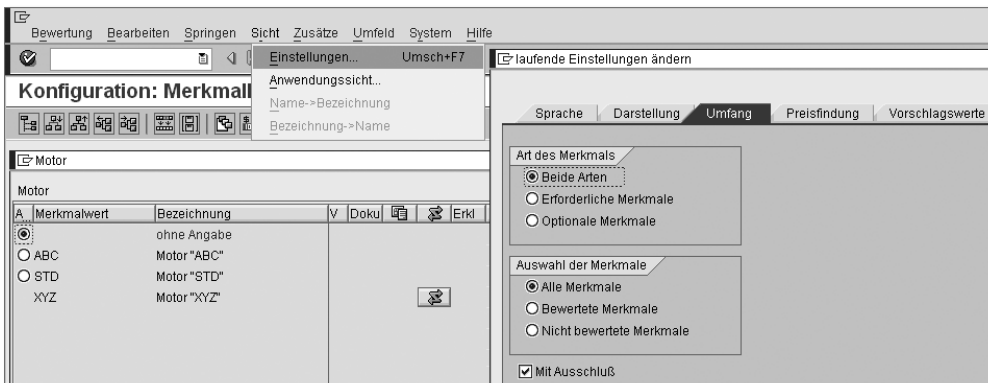 Bewertung Bearbeiten Springen Sicht Zusätze Umfeld System Hilfe
Einstellungen... Umsch+F7
Anwendungssicht...
Name->Bezeichnung
Bezeichnung->Name
Konfiguration: Merkmal
Motor
Motor
A... Merkmalwert Bezeichnung V Doku Erkl
ohne Angabe
ABC Motor "ABC"
STD Motor "STD"
XYZ Motor "XYZ"
laufende Einstellungen ändern
Sprache Darstellung Umfang Preisfindung Vorschlagswerte
Art des Merkmals
Beide Arten
Erforderliche Merkmale
Optionale Merkmale
Auswahl der Merkmale
Alle Merkmale
Bewertete Merkmale
Nicht bewertete Merkmale
Mit Ausschluß